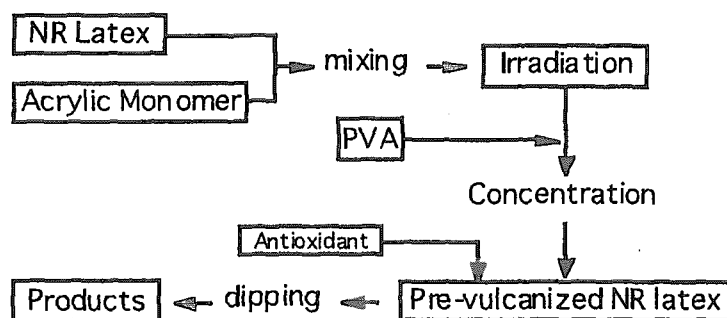 NR Latex
mixing
Irradiation
Acrylic Monomer
PVA
Concentration
Antioxidant
Products
dipping
Pre-vulcanized NR latex